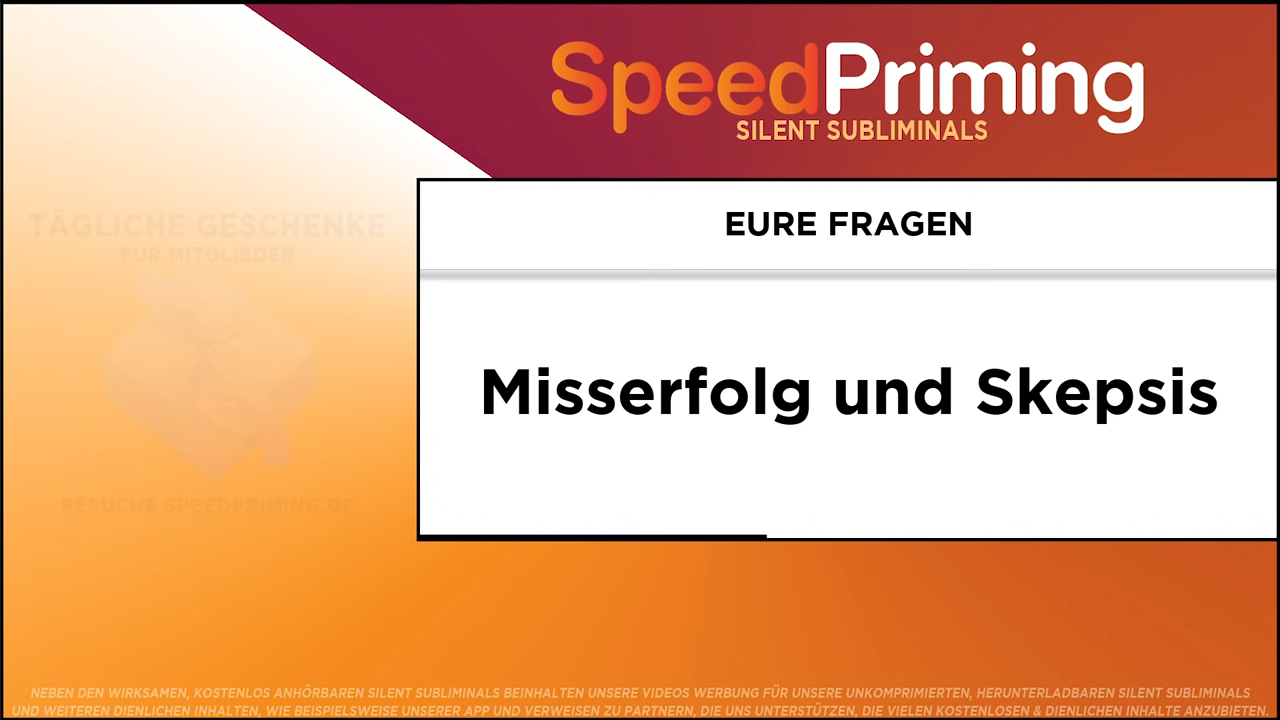 SpeedPriming
SILENT SUBLIMINALS
EURE FRAGEN
Misserfolg und Skepsis
TÄGLICHE GESCHENKE
FÜR MITGLIEDER
BESUCHE SPEEDPRIMING.DE
NEBEN DEN WIRKSAMEN, KOSTENLOS ANHÖRBAREN SILENT SUBLIMINALS BEINHALTEN UNSERE VIDEOS WERBUNG FÜR UNSERE UNKOMPRIMIERTEN, HERUNTERLADBAREN SILENT SUBLIMINALS
UND WEITEREN DIENLICHEN INHALTEN, WIE BEISPIELSWEISE UNSERER APP UND VERWEISEN ZU PARTNERN, DIE UNS UNTERSTÜTZEN, DIE VIELEN KOSTENLOSEN & DIENLICHEN INHALTE ANZUBIETEN.